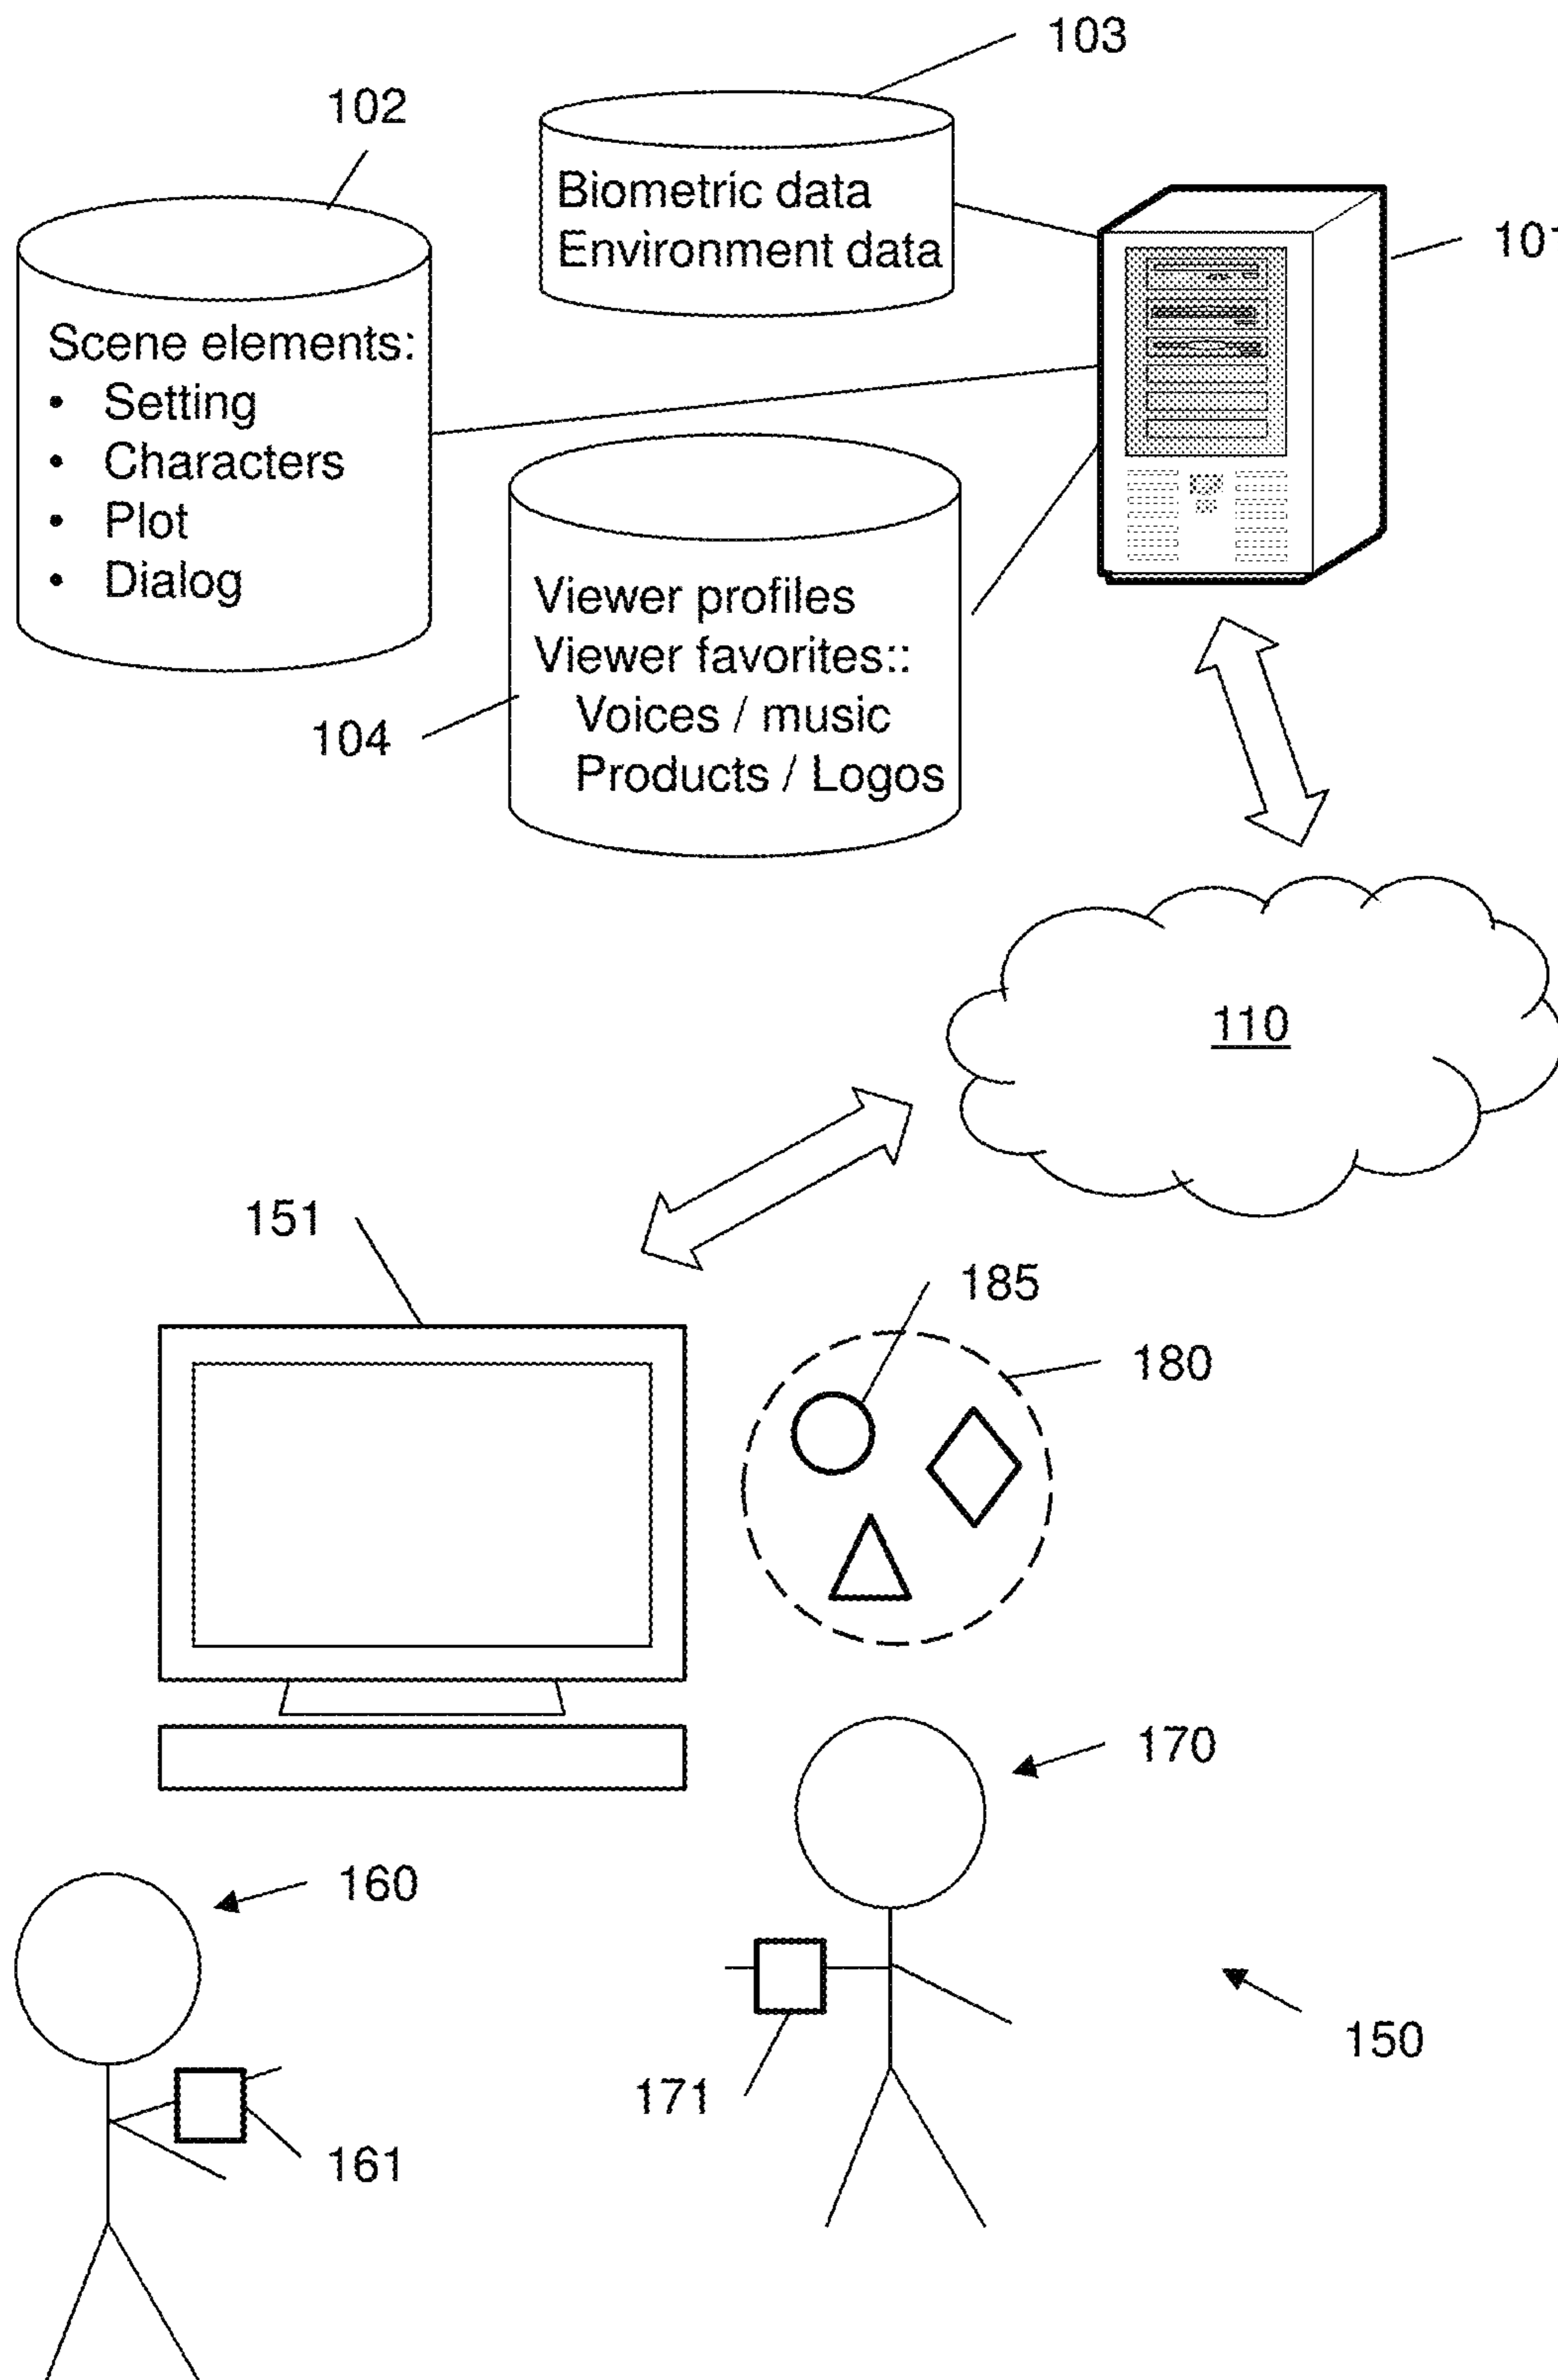 103
102
Biometric data
Environment data
101
Scene elements:
• Setting
• Characters
• Plot
• Dialog
Viewer profiles
Viewer favorites::
Voices / music
Products / Logos
104
110
151
185
180
170
160
150
171
161